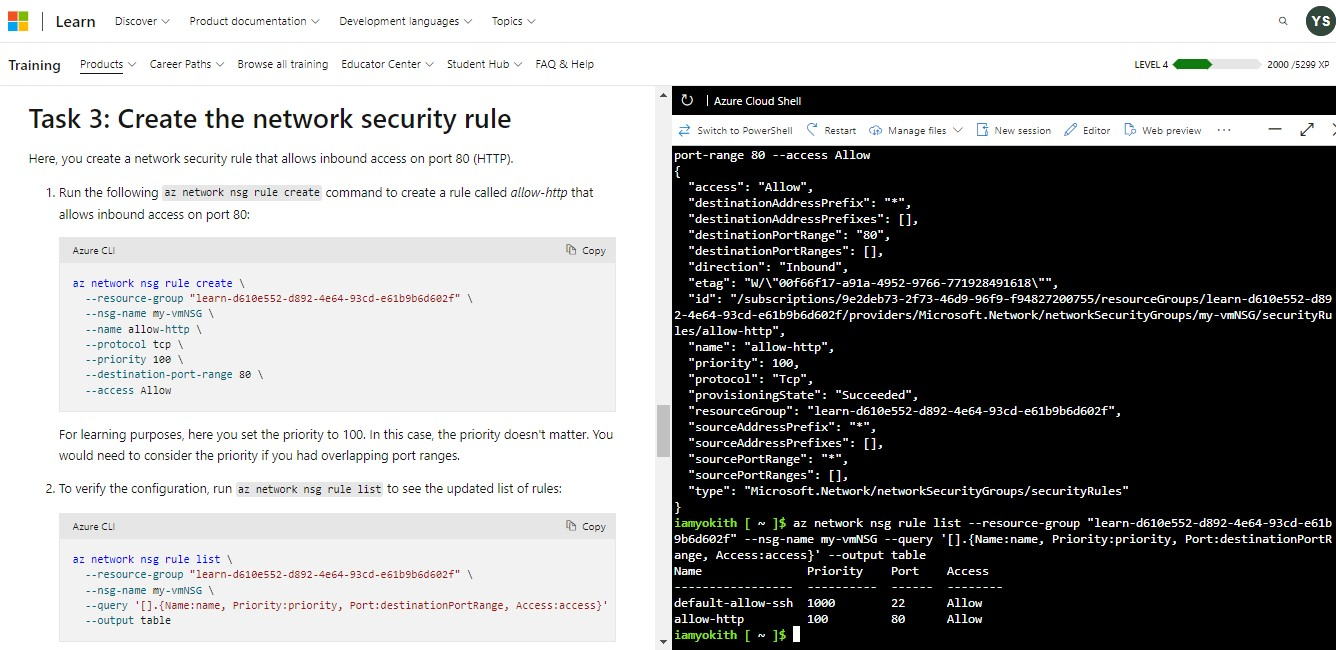 Learn Discover Product documentation Development languages Topics YS
Training Products Career Paths Browse all training Educator Center Student Hub FAQ & Help LEVEL 4 2000 /5299 XP
Task 3: Create the network security rule
Here, you create a network security rule that allows inbound access on port 80 (HTTP).
1. Run the following az network nsg rule create command to create a rule called allow-http that
allows inbound access on port 80:
Azure CLI Copy
az network nsg rule create \
--resource-group "learn-d610e552-d892-4e64-93cd-e61b9b6d602f" \
--nsg-name my-vmNSG \
--name allow-http \
--protocol tcp \
--priority 100 \
--destination-port-range 80 \
--access Allow
For learning purposes, here you set the priority to 100. In this case, the priority doesn't matter. You
would need to consider the priority if you had overlapping port ranges.
2. To verify the configuration, run az network nsg rule list to see the updated list of rules:
Azure CLI Copy
az network nsg rule list \
--resource-group "learn-d610e552-d892-4e64-93cd-e61b9b6d602f" \
--nsg-name my-vmNSG \
--query '[].{Name:name, Priority:priority, Port:destinationPortRange, Access:access}'
--output table
| Azure Cloud Shell
Switch to PowerShell Restart Manage files New session Editor Web preview ...
port-range 80 --access Allow
{
"access": "Allow",
"destinationAddressPrefix": "*",
"destinationAddressPrefixes": [],
"destinationPortRange": "80",
"destinationPortRanges": [],
"direction": "Inbound",
"etag": "W/\"00f66f17-a91a-4952-9766-771928491618\"",
"id": "/subscriptions/9e2deb73-2f73-46d9-96f9-f94827200755/resourceGroups/learn-d610e552-d89
2-4e64-93cd-e61b9b6d602f/providers/Microsoft.Network/networkSecurityGroups/my-vmNSG/securityRu
les/allow-http",
"name": "allow-http",
"priority": 100,
"protocol": "Tcp",
"provisioningState": "Succeeded",
"resourceGroup": "learn-d610e552-d892-4e64-93cd-e61b9b6d602f",
"sourceAddressPrefix": "*",
"sourceAddressPrefixes": [],
"sourcePortRange": "*",
"sourcePortRanges": [],
"type": "Microsoft.Network/networkSecurityGroups/securityRules"
}
iamyokith [ ~ ]$ az network nsg rule list --resource-group "learn-d610e552-d892-4e64-93cd-e61b
9b6d602f" --nsg-name my-vmNSG --query '[].{Name:name, Priority:priority, Port:destinationPortR
ange, Access:access}' --output table
Name Priority Port Access
----------------- ---------- ------ --------
default-allow-ssh 1000 22 Allow
allow-http 100 80 Allow
iamyokith [ ~ ]$